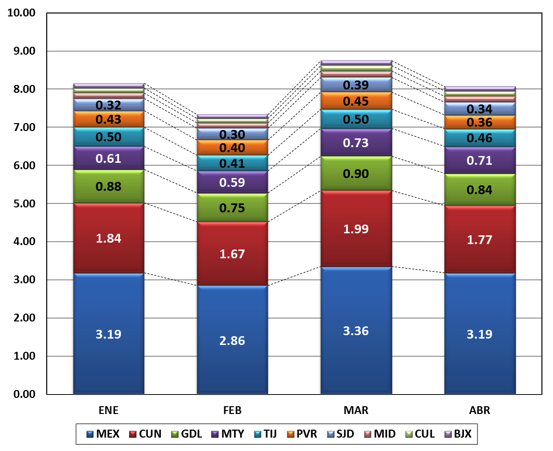 10.00
9.00
8.00
7.00
6.00
5.00
4.00
3.00
2.00
1.00
0.00
0.32 0.30 0.39 0.34
0.43 0.40 0.45 0.36
0.50 0.41 0.50 0.46
0.61 0.59 0.73 0.71
0.88 0.75 0.90 0.84
1.84 1.67 1.99 1.77
3.19 2.86 3.36 3.19
ENE FEB MAR ABR
MEX CUN GDL MTY TIJ PVR SJD MID CUL BJX